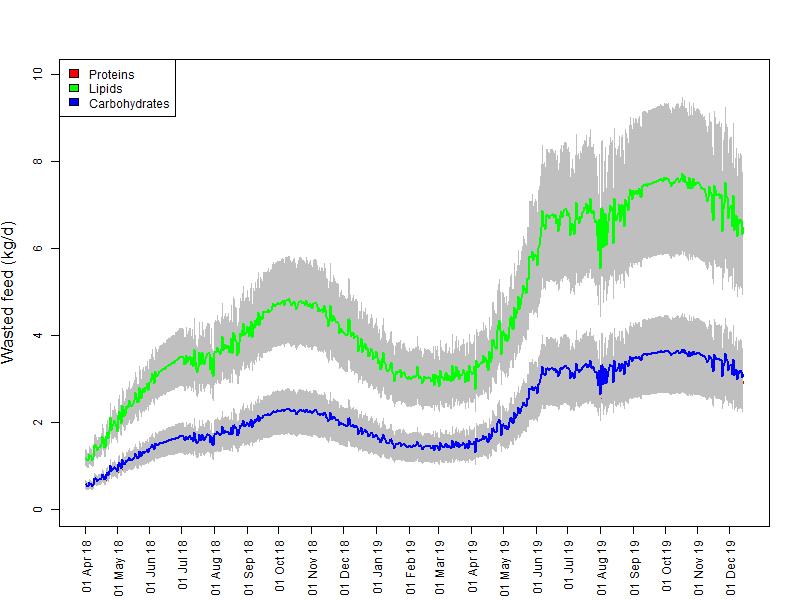 Proteins
Lipids
Carbohydrates
Wasted feed (kg/d)
10
8
6
4
2
0
01 Apr 18
01 May 18
01 Jun 18
01 Jul 18
01 Aug 18
01 Sep 18
01 Oct 18
01 Nov 18
01 Dec 18
01 Jan 19
01 Feb 19
01 Mar 19
01 Apr 19
01 May 19
01 Jun 19
01 Jul 19
01 Aug 19
01 Sep 19
01 Oct 19
01 Nov 19
01 Dec 19